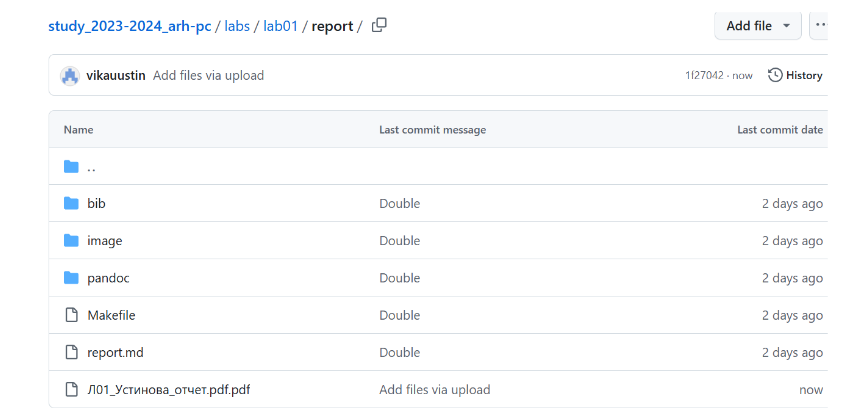 study_2023-2024_arh-pc / labs / lab01 / report / Add file
vikauustin Add files via upload 1f27042 · now History
Name Last commit message Last commit date
..
bib Double 2 days ago
image Double 2 days ago
pandoc Double 2 days ago
Makefile Double 2 days ago
report.md Double 2 days ago
Л01_Устинова_отчет.pdf.pdf Add files via upload now